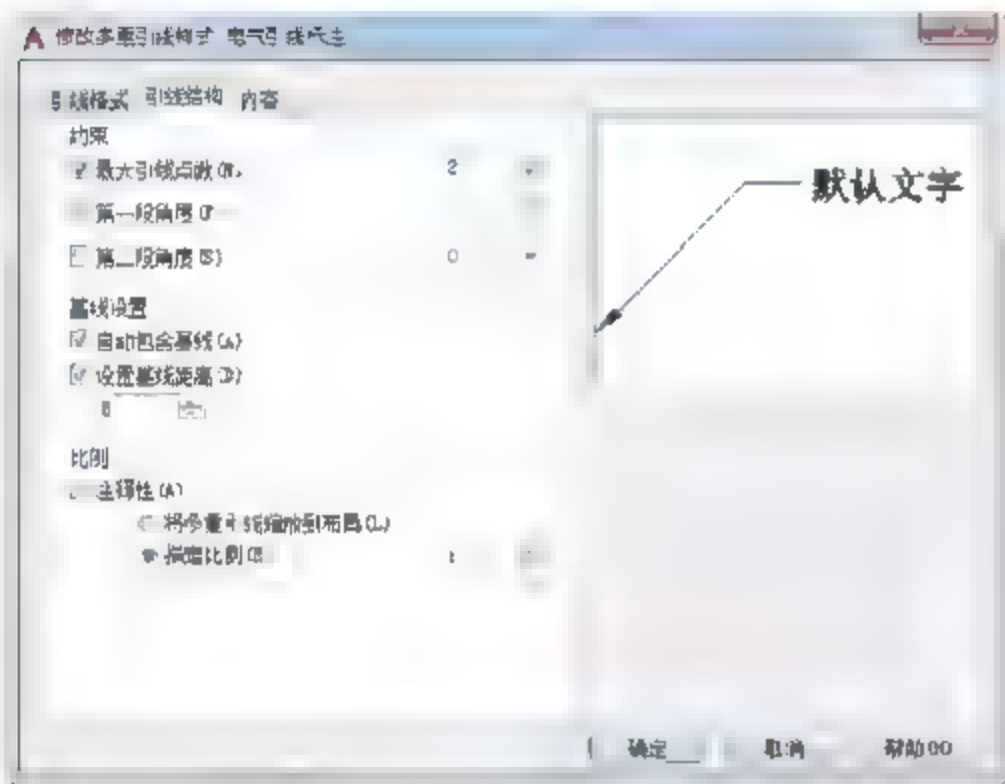 修改多重引线样式 电气引线标注
引线格式 引线结构 内容
约束
最大引线点数(M) 2
第一段角度(F)
第二段角度(S) 0
基线设置
自动包含基线(A)
设置基线距离(D)
比例
注释性(A)
将多重引线缩放到布局(L)
指定比例(E) 1
默认文字
确定 取消 帮助(H)